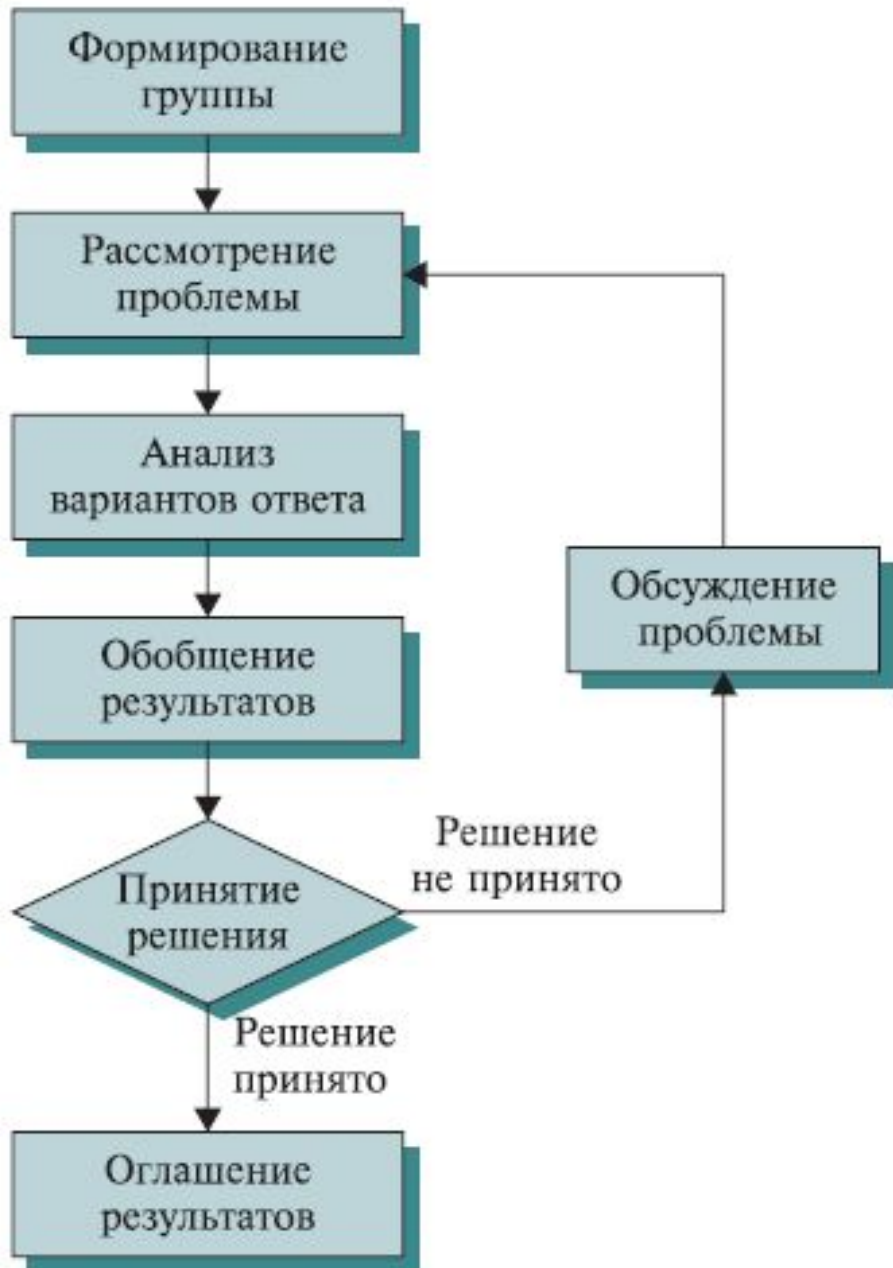 Формирование
группы
Рассмотрение
проблемы
Анализ
вариантов ответа
Обсуждение
проблемы
Обобщение
результатов
Решение
не принято
Принятие
решения
Решение
принято
Оглашение
результатов